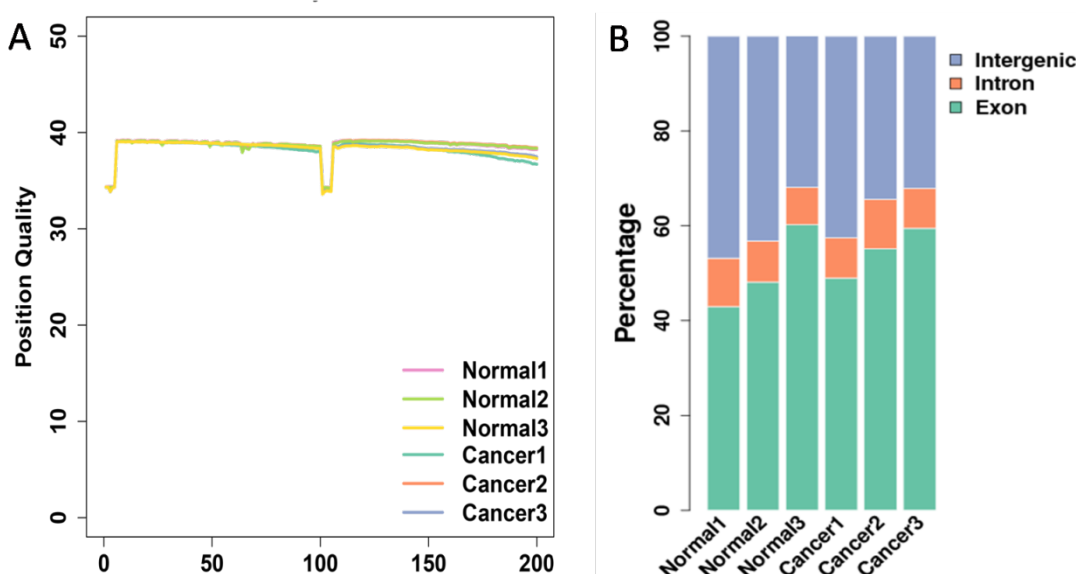 A
50
40
30
20
10
0
Position Quality
Normal1
Normal2
Normal3
Cancer1
Cancer2
Cancer3
0 50 100 150 200
B
100
80
60
40
20
0
Percentage
Intergenic
Intron
Exon
Normal1 Normal2 Normal3 Cancer1 Cancer2 Cancer3